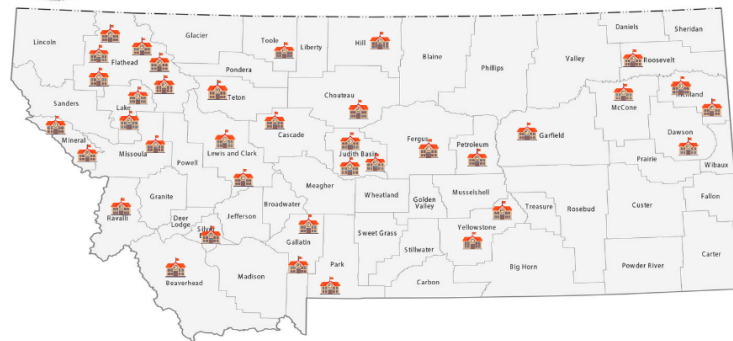 Daniels
Sheridan
Lincoln
Glacier
Toole
Liberty
Hill
Blaine
Phillips
Valley
Roosevelt
Flathead
Pondera
Teton
Chouteau
Sanders
Lake
McCone
Richland
Mineral
Missoula
Powell
Lewis and Clark
Cascade
Judith Basin
Fergus
Petroleum
Garfield
Dawson
Prairie
Wibaux
Meagher
Granite
Ravalli
Deer
Lodge
Silver
Jefferson
Broadwater
Wheatland
Golden
Valley
Musselshell
Treasure
Rosebud
Custer
Fallon
Gallatin
Sweet Grass
Yellowstone
Stillwater
Park
Beaverhead
Madison
Carbon
Big Horn
Powder River
Carter